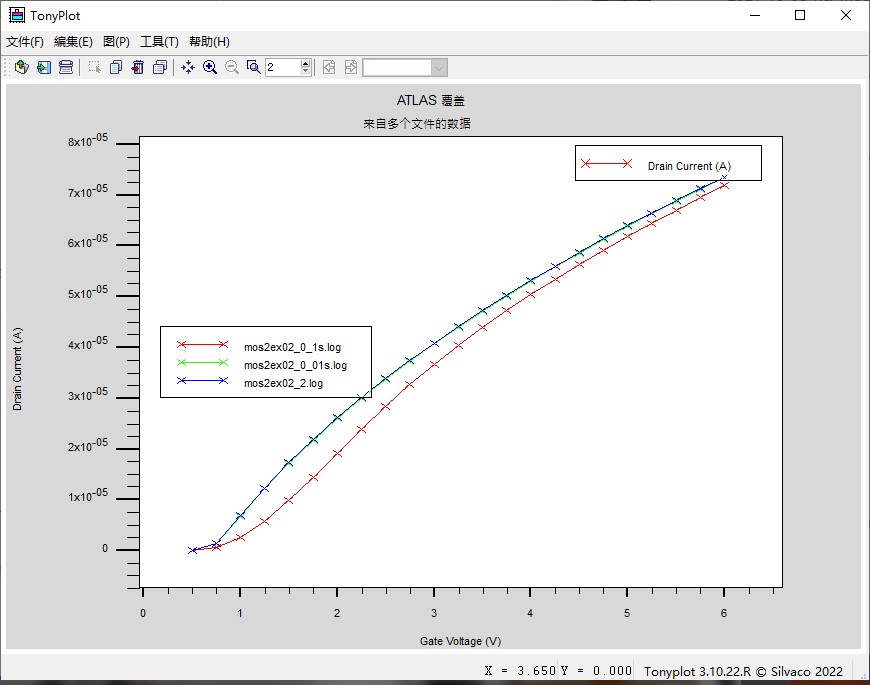 TonyPlot
文件(F) 编集(E) 图(P) 工具(T) 帮助(H)
2
ATLAS 覆盖
来自多个文件的数据
8x10-05
7x10-05
6x10-05
5x10-05
4x10-05
3x10-05
2x10-05
1x10-05
0
Drain Current (A)
Drain Current (A)
mos2ex02_0_1s.log
mos2ex02_0_01s.log
mos2ex02_2.log
0 1 2 3 4 5 6
Gate Voltage (V)
X = 3.650 Y = 0.000 Tonyplot 3.10.22.R © Silvaco 2022